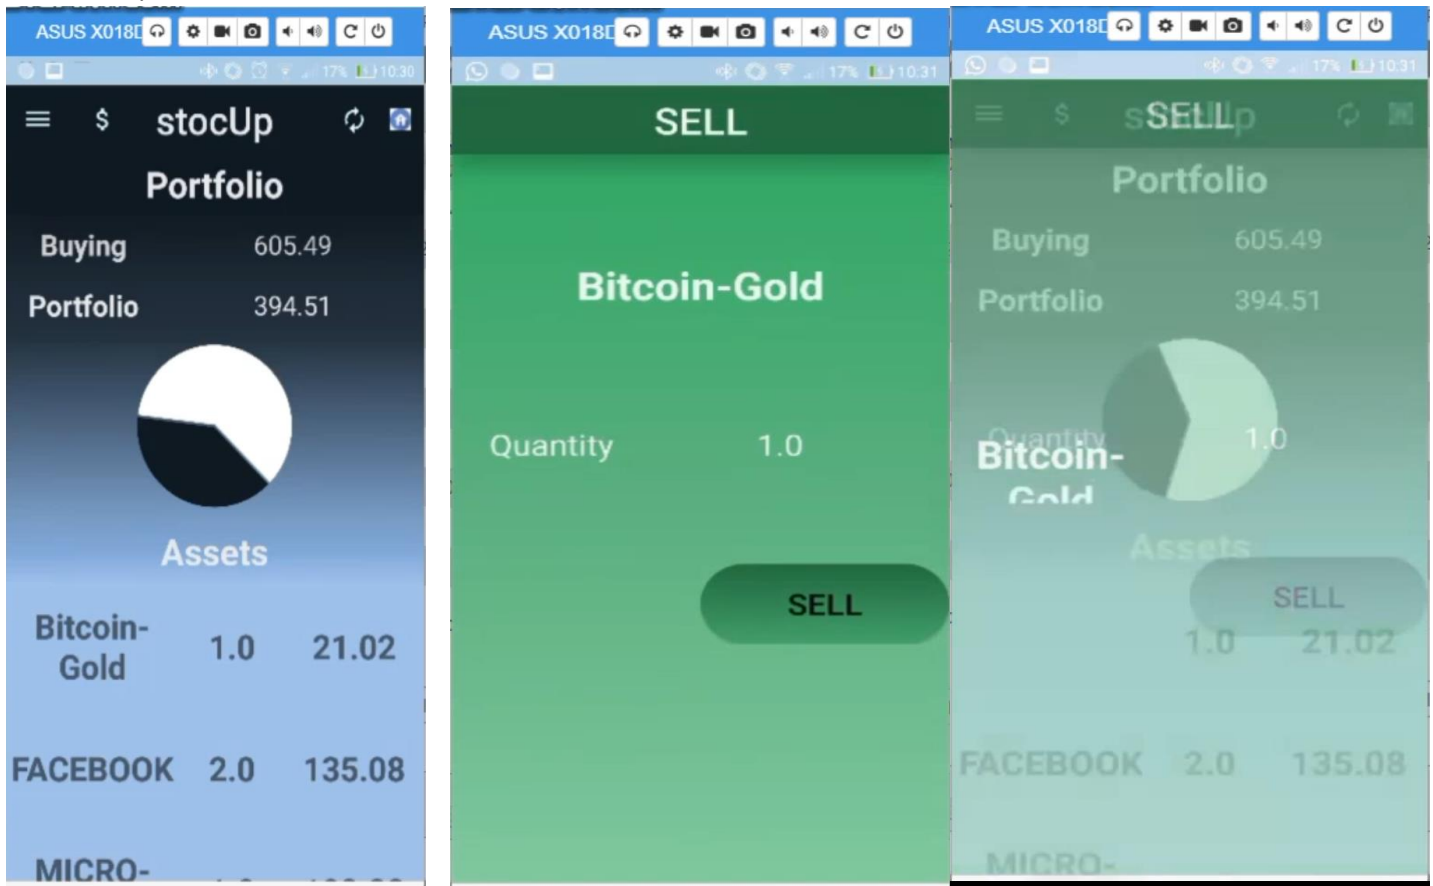 ASUS X018D
17% 10:30
$ stocUp
Portfolio
Buying 605.49
Portfolio 394.51
Assets
Bitcoin-
Gold 1.0 21.02
FACEBOOK 2.0 135.08
MICRO-
ASUS X018D
17% 10:31
SELL
Bitcoin-Gold
Quantity 1.0
SELL
ASUS X018D
17% 10:31
$ stocUp
SELL
Portfolio
Buying 605.49
Portfolio 394.51
Quantity 1.0
Bitcoin-
Gold
Assets
SELL
1.0 21.02
FACEBOOK 2.0 135.08
MICRO-